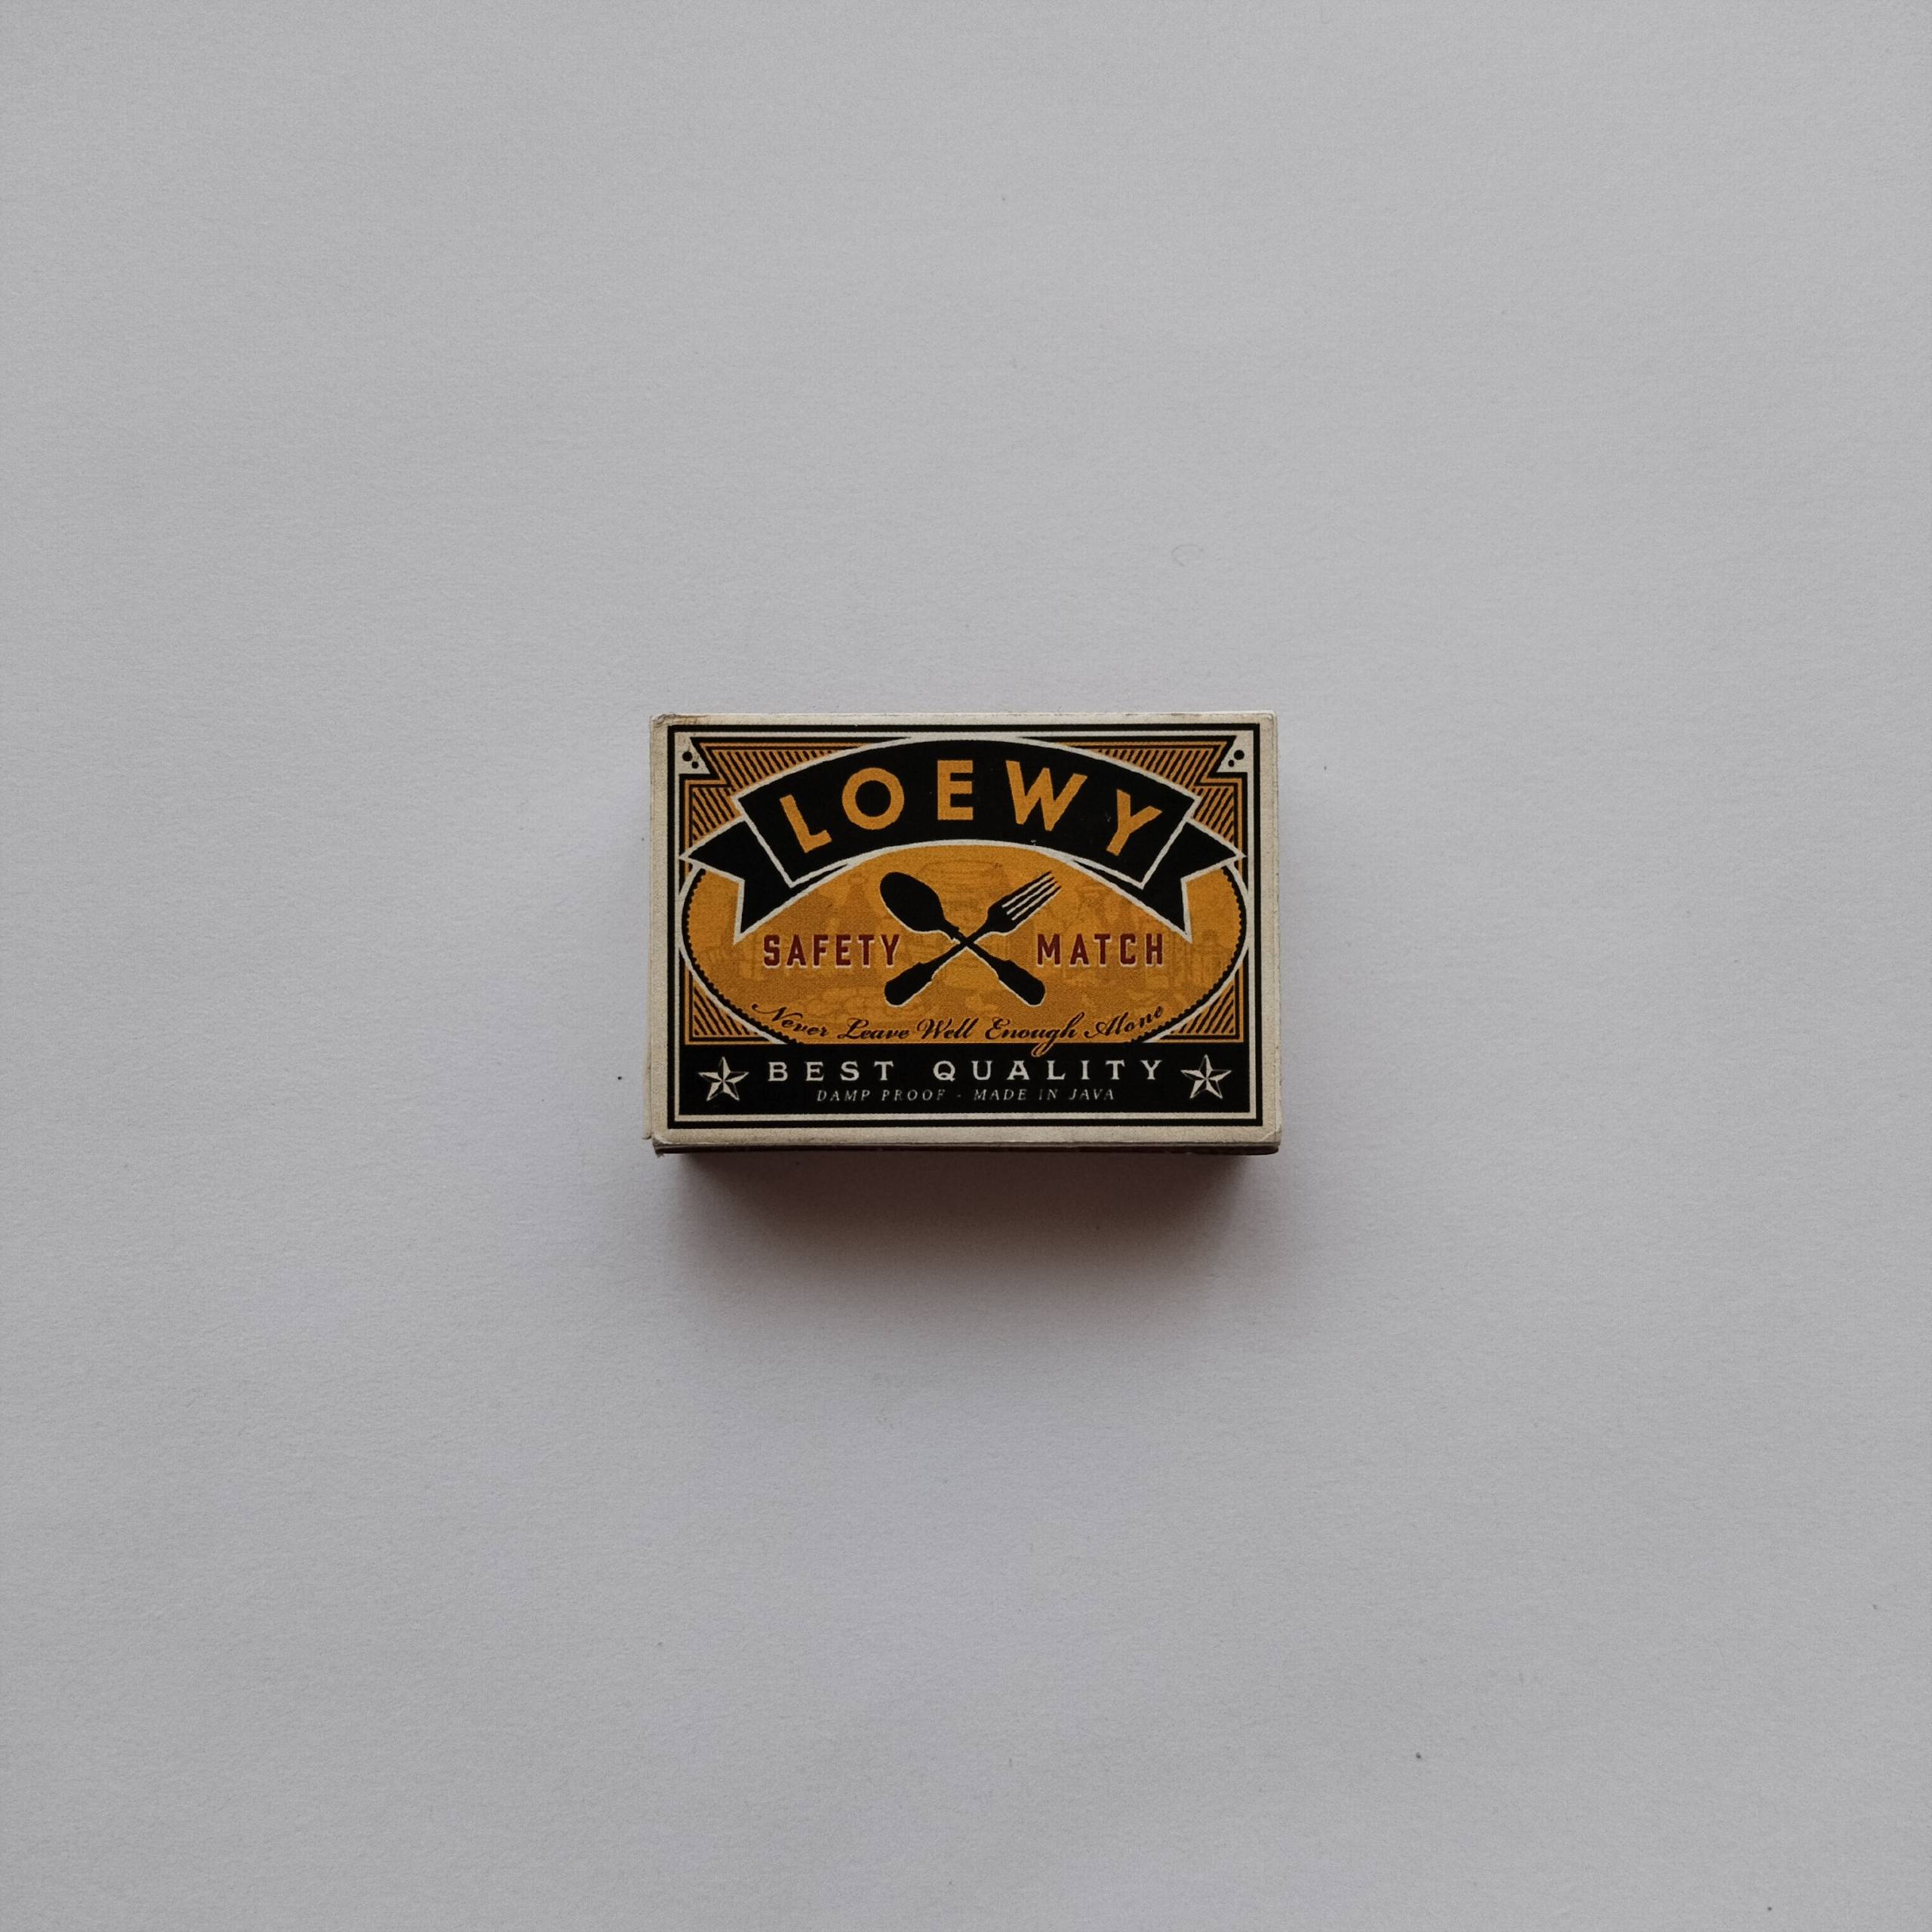 LOEWY
SAFETY MATCH
Never Leave Well Enough Alone
BEST QUALITY
DAMP PROOF - MADE IN JAVA